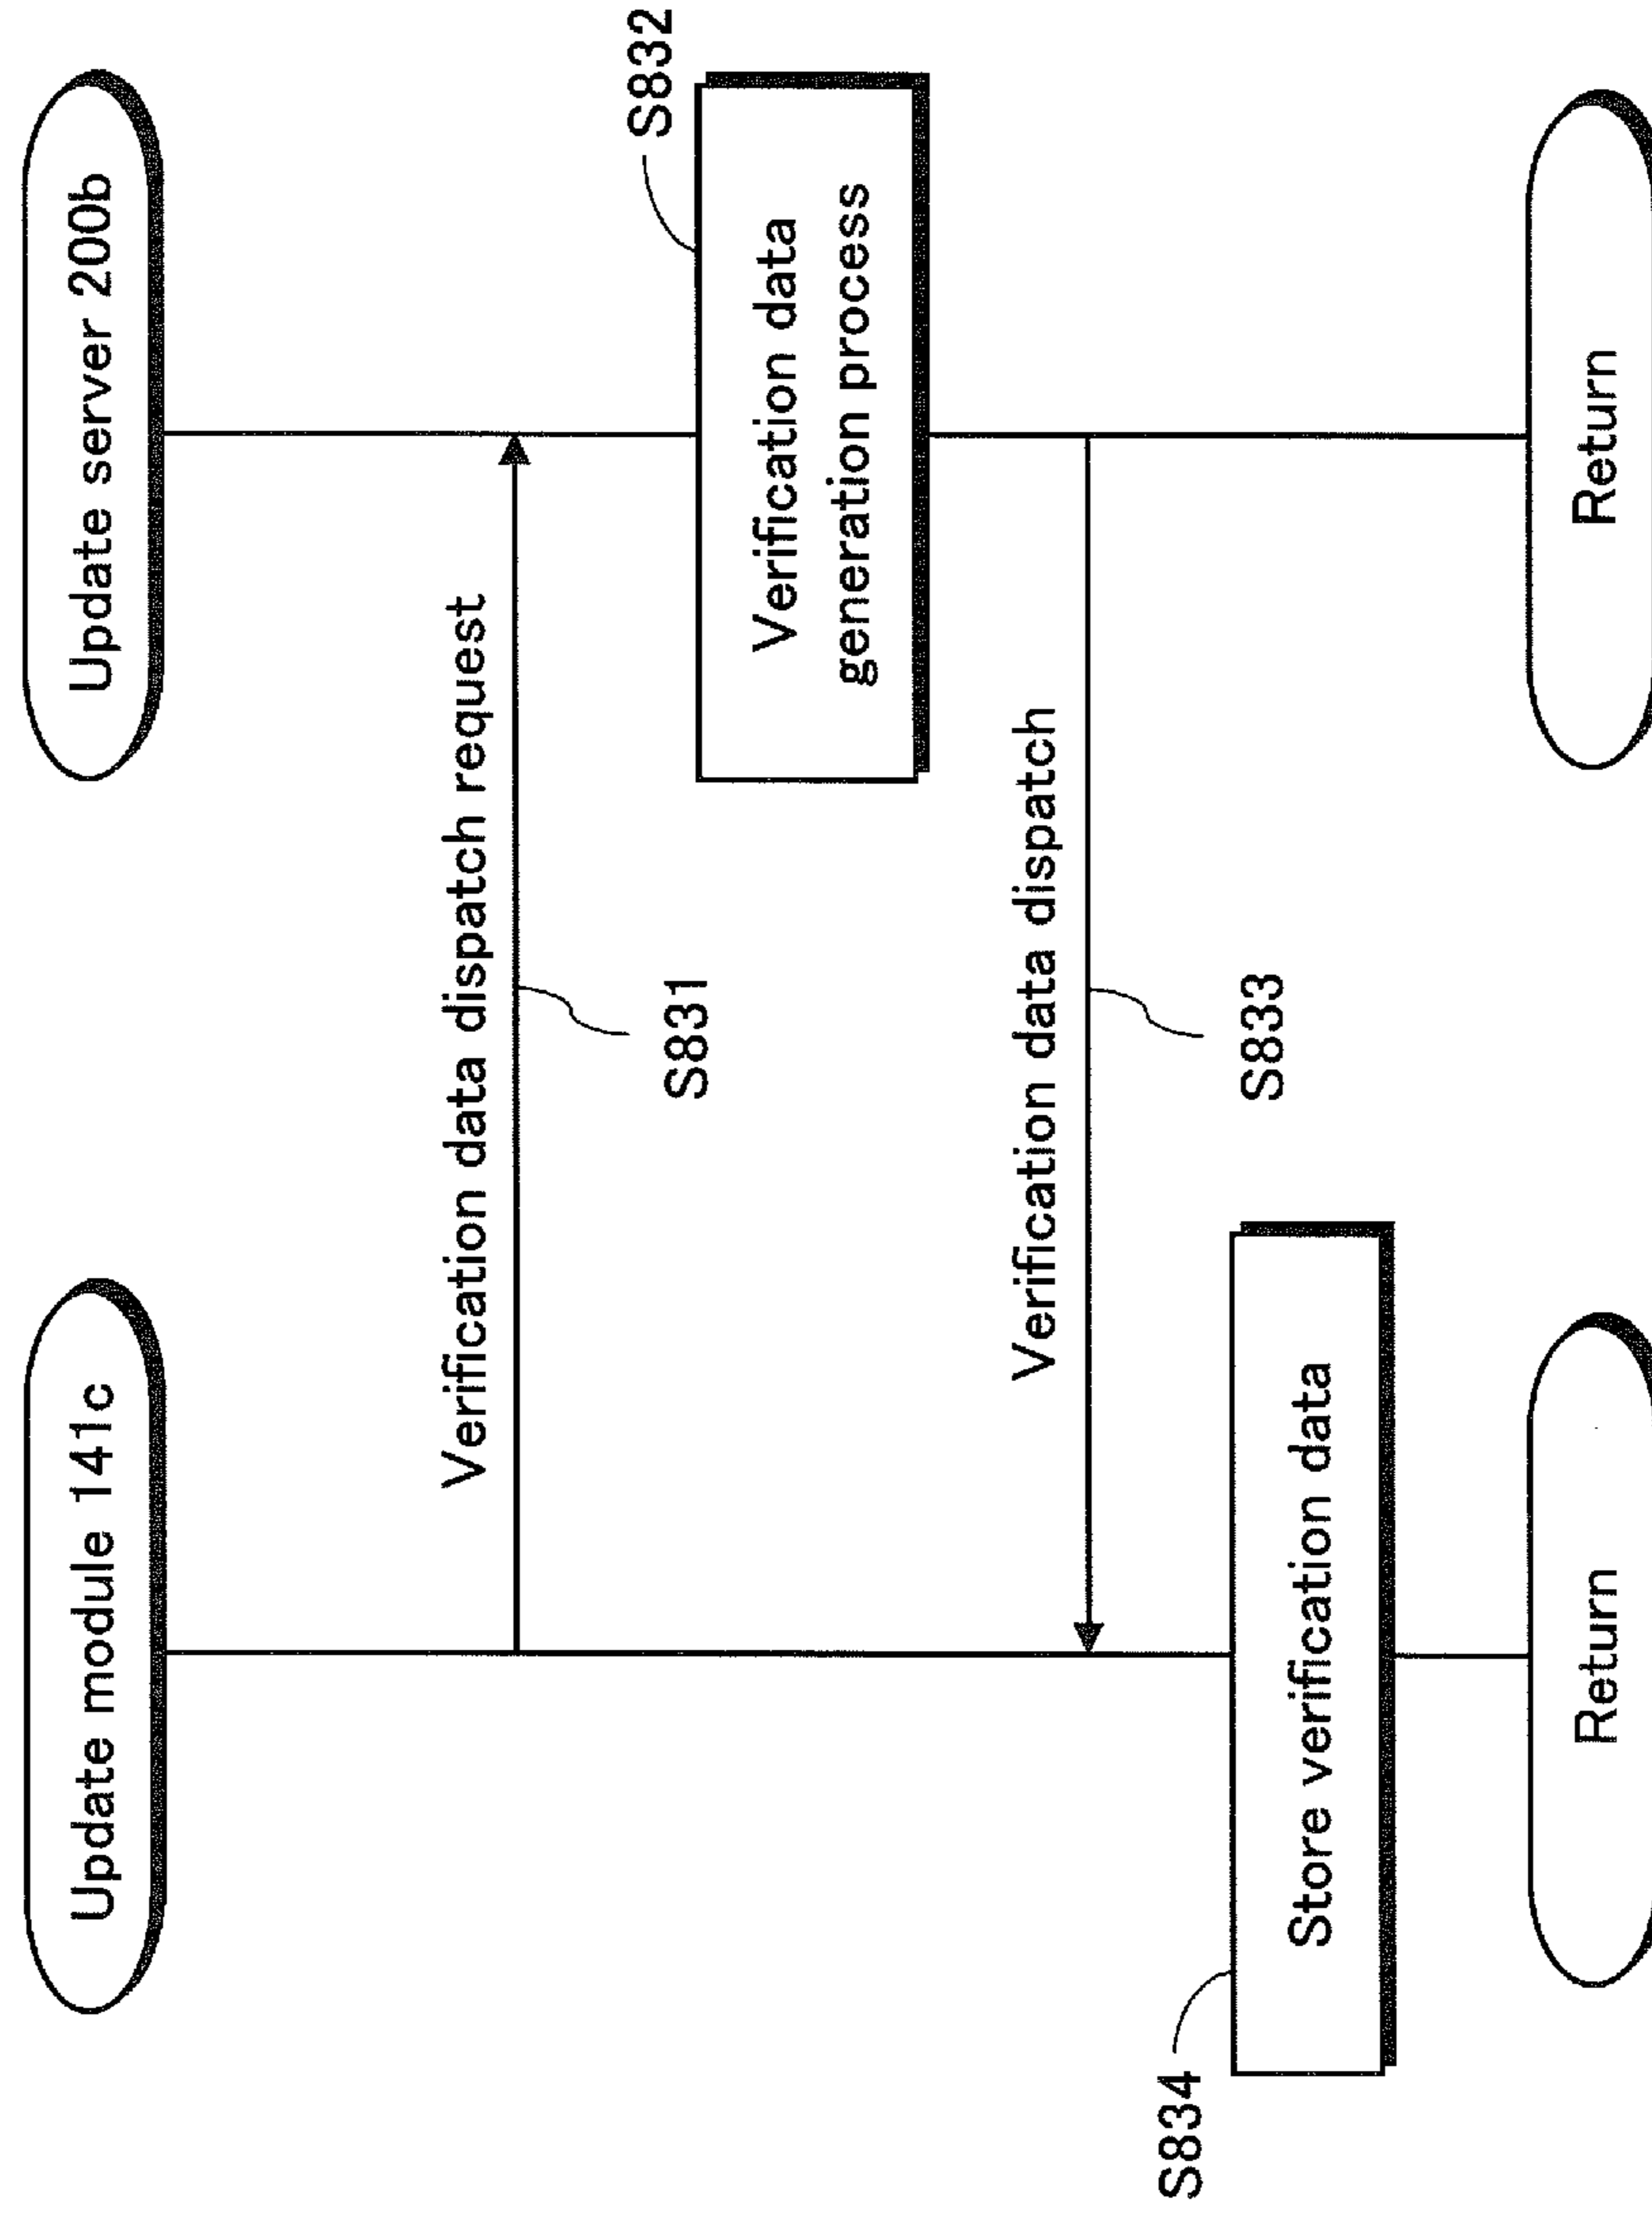 Update module 141c
Update server 200b
Verification data dispatch request
S831
S832
Verification data
generation process
Verification data dispatch
S833
S834
Store verification data
Return
Return